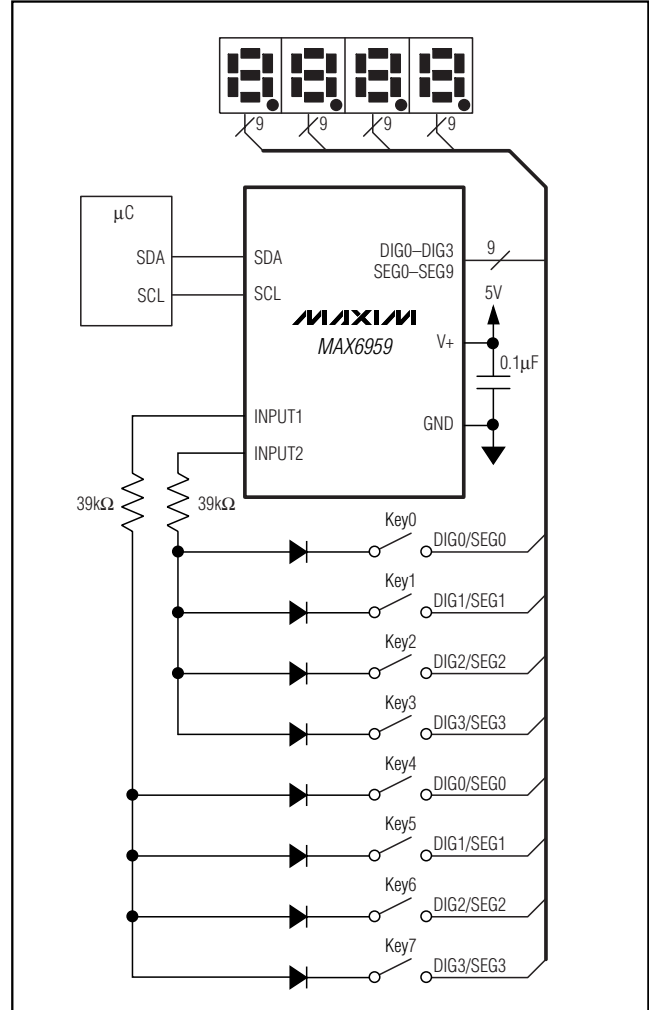 9 9 9 9
µC
SDA
SCL
SDA
SCL
DIG0–DIG3
SEG0–SEG9
9
5V
MAXIM
MAX6959
V+
0.1µF
GND
INPUT1
INPUT2
39kΩ
39kΩ
Key0
DIG0/SEG0
Key1
DIG1/SEG1
Key2
DIG2/SEG2
Key3
DIG3/SEG3
Key4
DIG0/SEG0
Key5
DIG1/SEG1
Key6
DIG2/SEG2
Key7
DIG3/SEG3